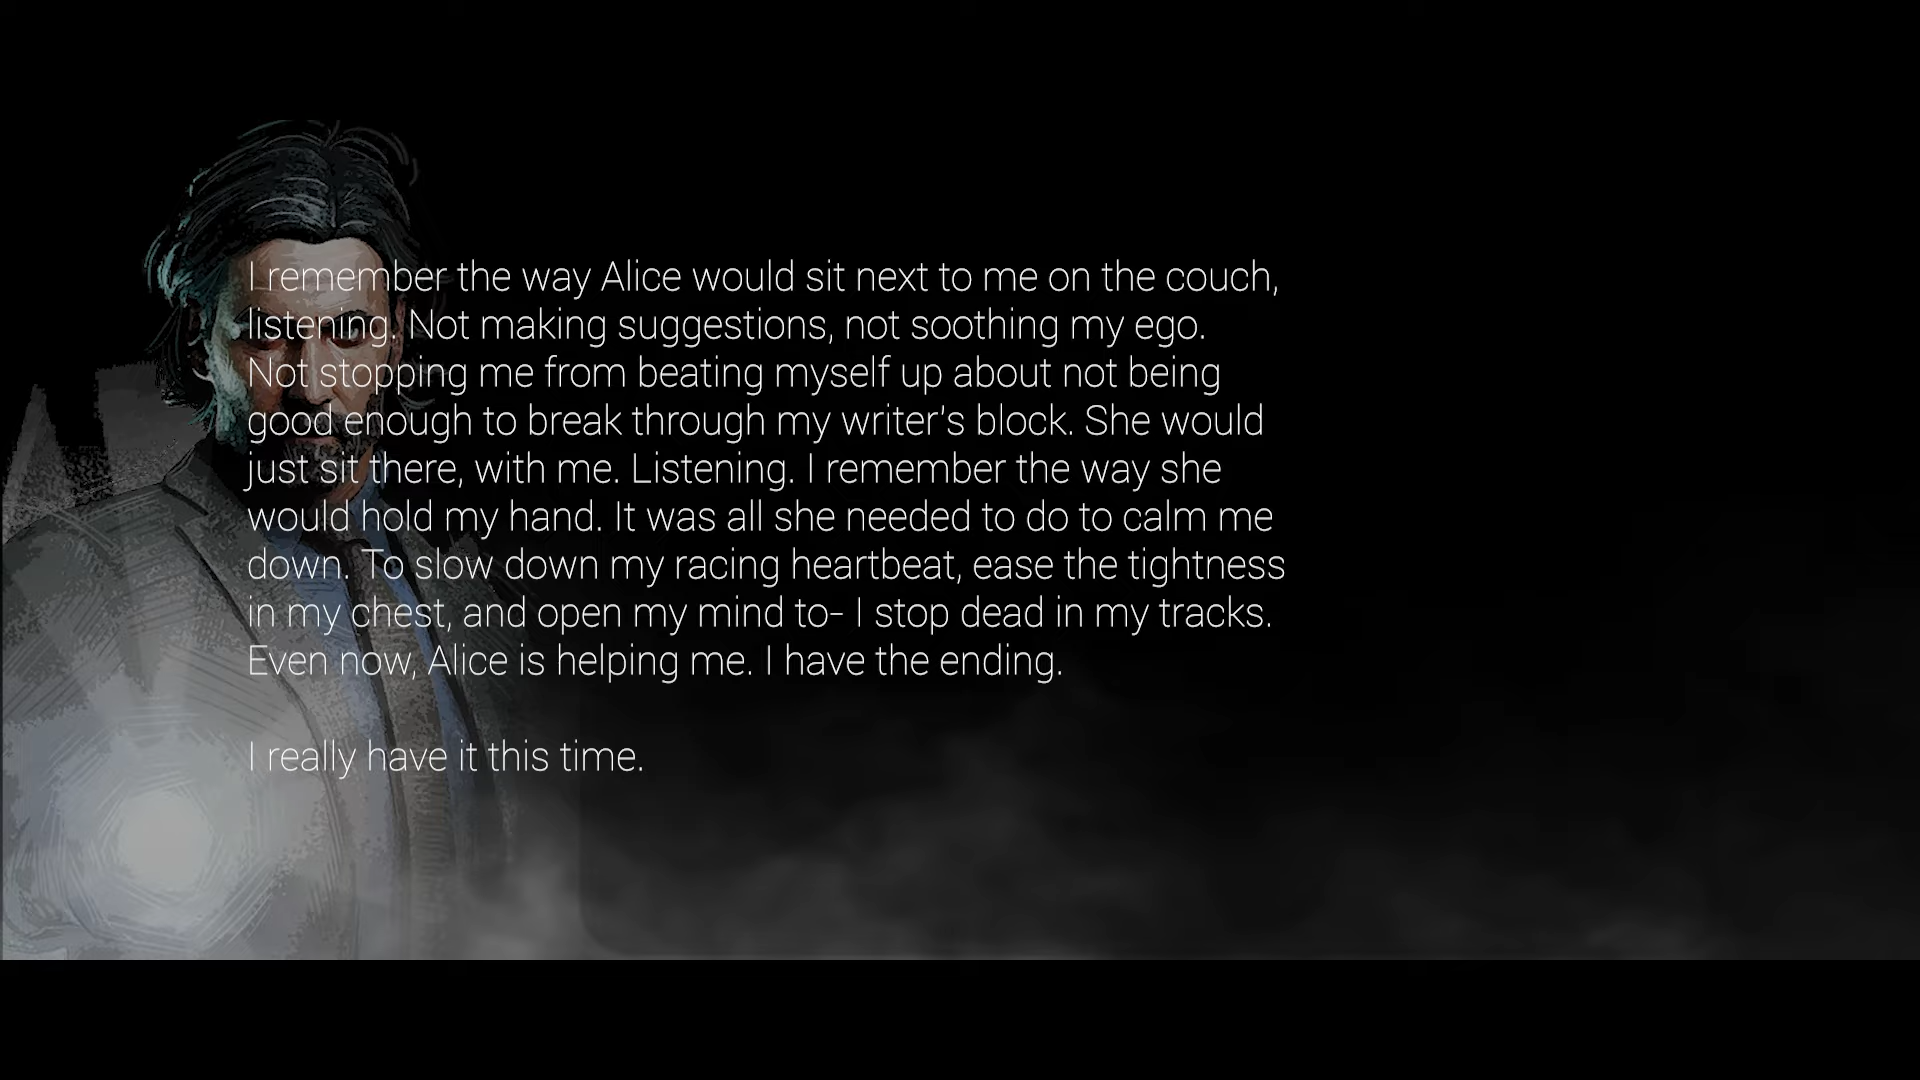 I remember the way Alice would sit next to me on the couch,
listening. Not making suggestions, not soothing my ego.
Not stopping me from beating myself up about not being
good enough to break through my writer's block. She would
just sit there, with me. Listening. I remember the way she
would hold my hand. It was all she needed to do to calm me
down. To slow down my racing heartbeat, ease the tightness
in my chest, and open my mind to- I stop dead in my tracks.
Even now, Alice is helping me. I have the ending.
I really have it this time.